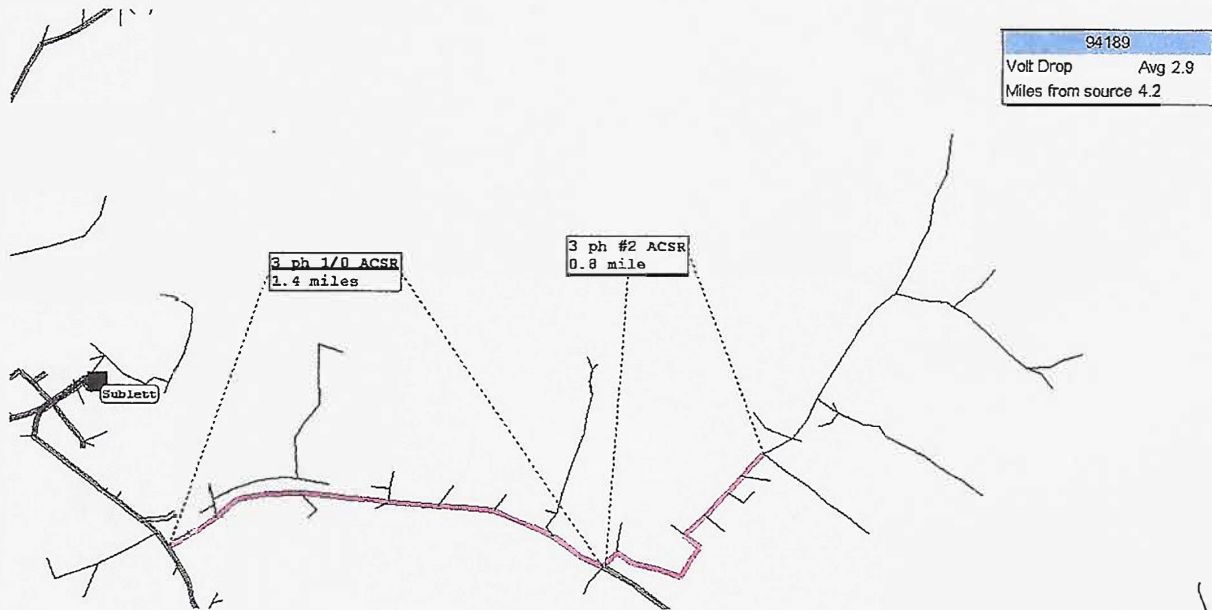 94189
Volt Drop Avg 2.9
Miles from source 4.2
3 ph 1/0 ACSR
1.4 miles
3 ph #2 ACSR
0.8 mile
Sublett